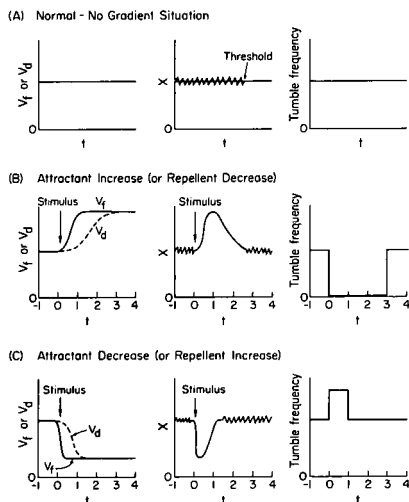 (A) Normal - No Gradient Situation
Vf or Vd
0
t
X
Threshold
0
t
Tumble frequency
0
t
(B) Attractant Increase (or Repellent Decrease)
Vf or Vd
Stimulus
Vf
Vd
0
-1 0 1 2 3 4
t
X
Stimulus
0
-1 0 1 2 3 4
t
Tumble frequency
0
-1 0 1 2 3 4
t
(C) Attractant Decrease (or Repellent Increase)
Vf or Vd
Stimulus
Vd
Vf
0
-1 0 1 2 3 4
t
X
Stimulus
0
-1 0 1 2 3 4
t
Tumble frequency
0
-1 0 1 2 3 4
t